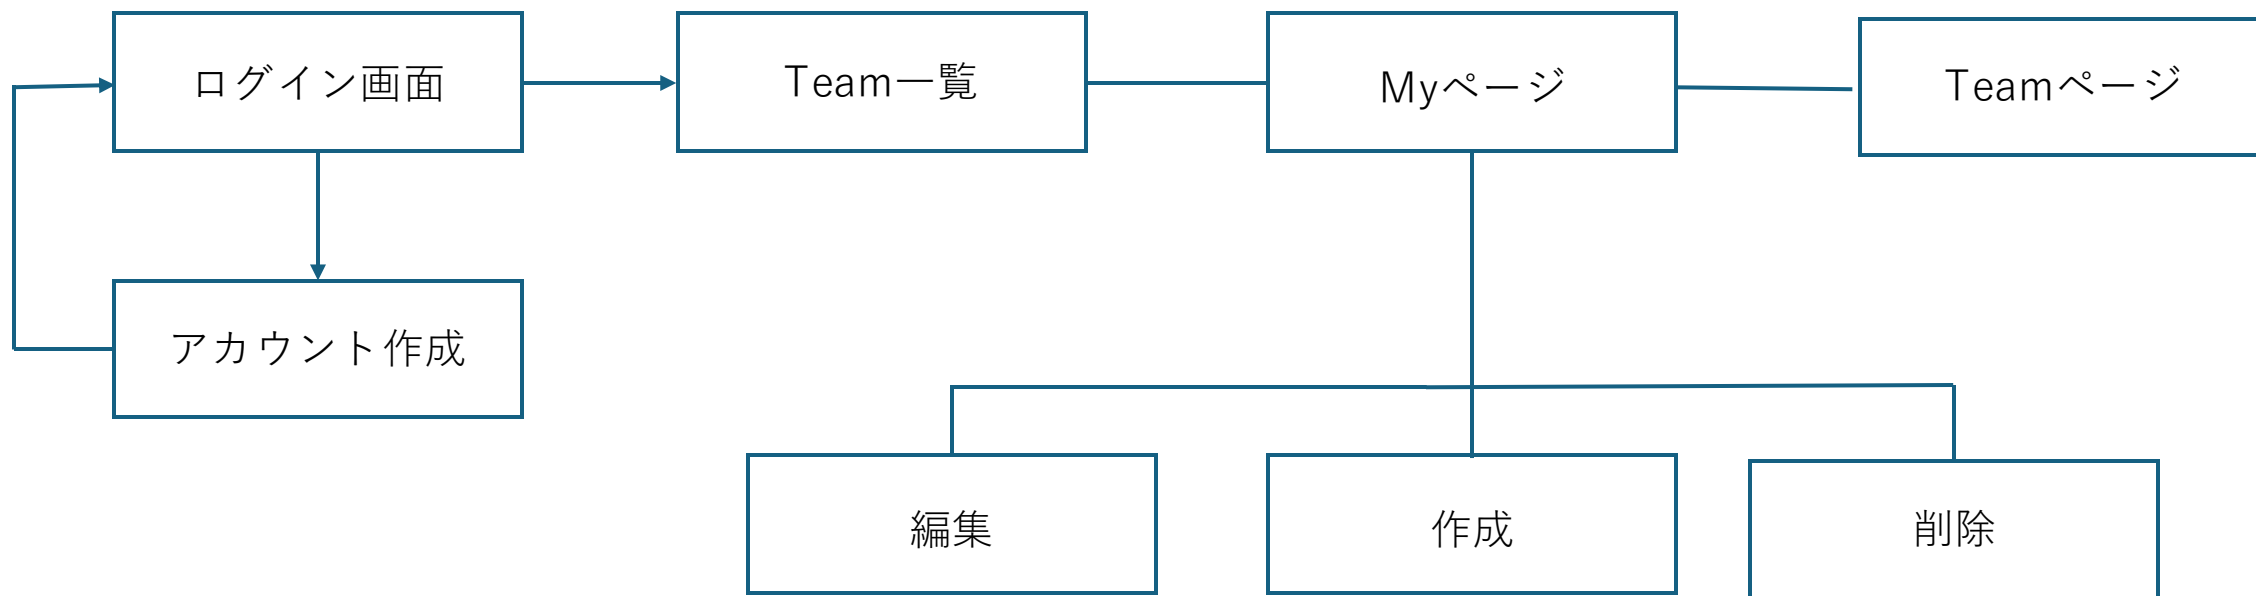 ログイン画面
Team一覧
Myページ
Teamページ
アカウント作成
編集
作成
削除